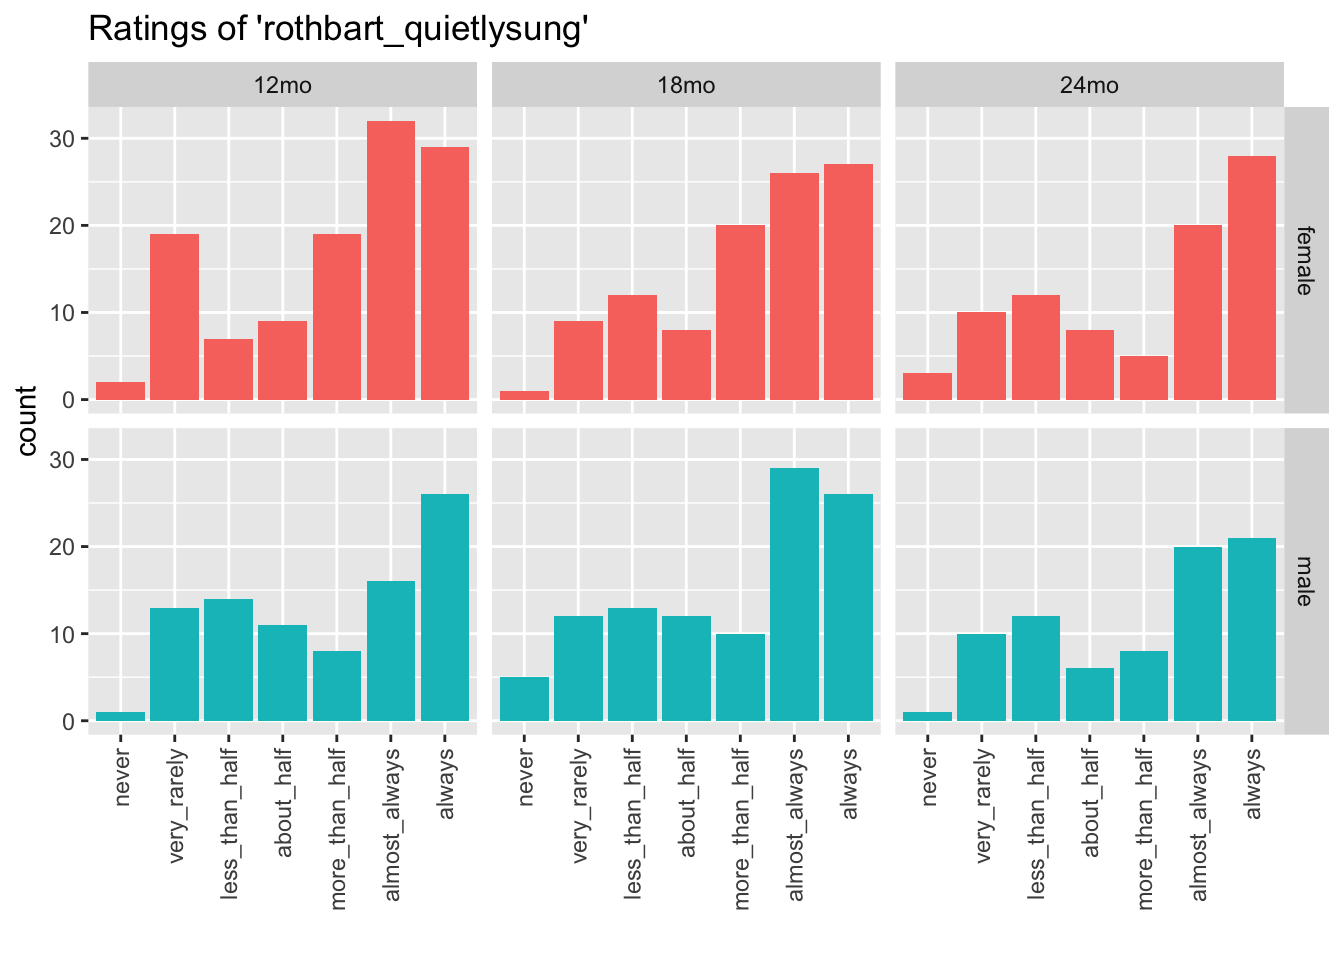 Ratings of 'rothbart_quietlysung'
12mo 18mo 24mo
30
20
10
0
female
count
30
20
10
0
male
never very_rarely less_than_half about_half more_than_half almost_always always never very_rarely less_than_half about_half more_than_half almost_always always never very_rarely less_than_half about_half more_than_half almost_always always